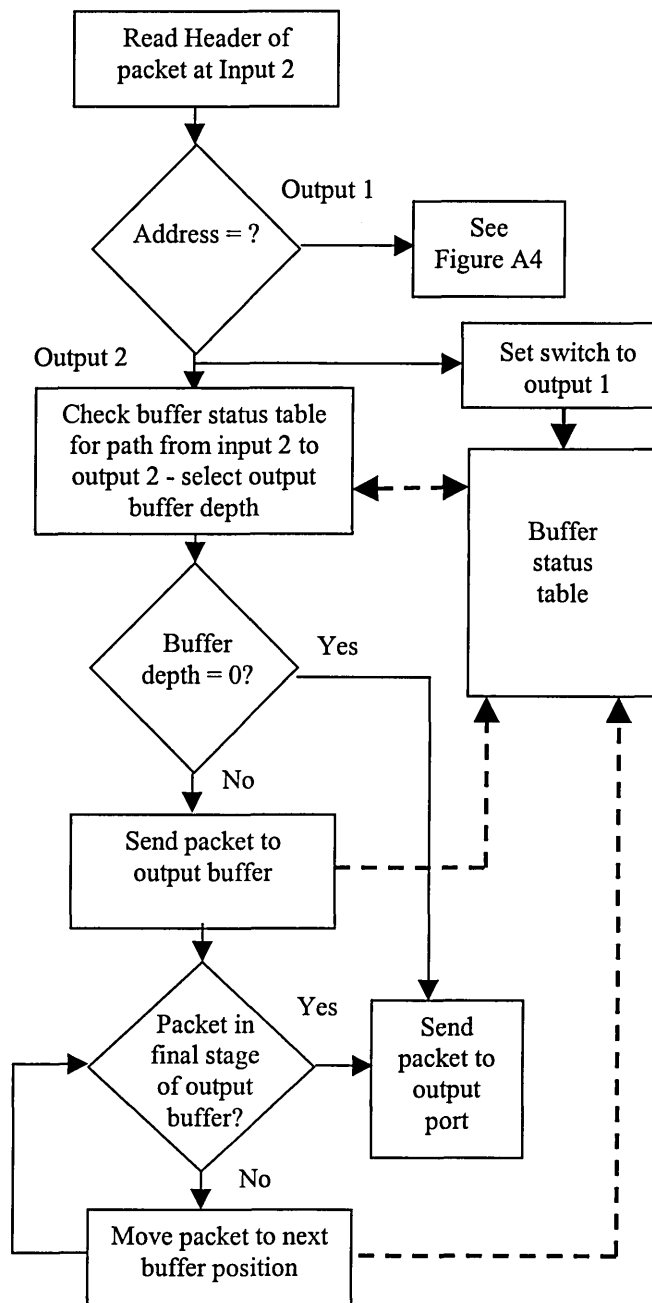 Read Header of
packet at Input 2
Output 1
Address = ?
See
Figure A4
Output 2
Set switch to
output 1
Check buffer status table
for path from input 2 to
output 2 - select output
buffer depth
Buffer
status
table
Buffer
depth = 0?
Yes
No
Send packet to
output buffer
Packet in
final stage
of output
buffer?
Yes
Send
packet to
output
port
No
Move packet to next
buffer position